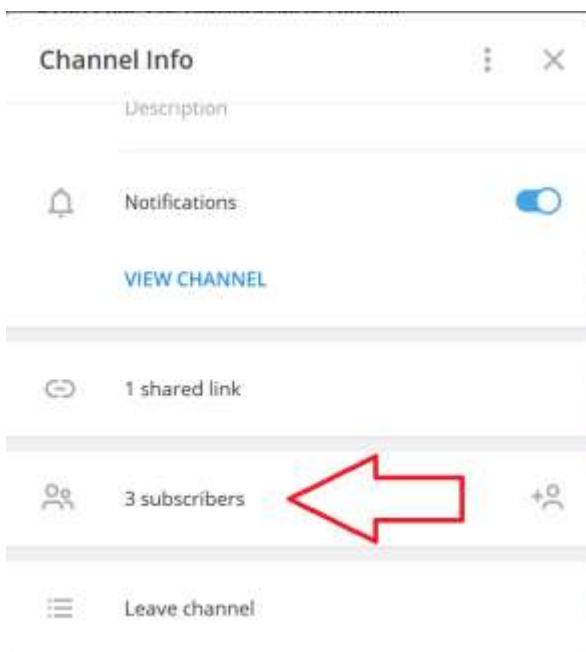 Channel Info
Description
Notifications
VIEW CHANNEL
1 shared link
3 subscribers
Leave channel